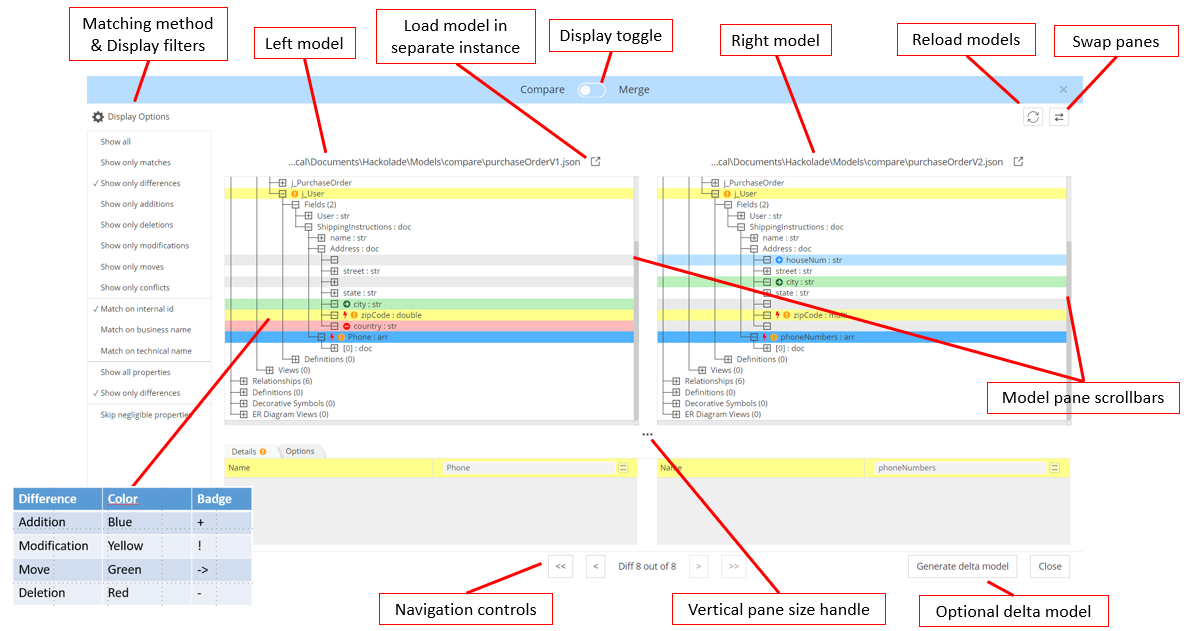 Matching method
& Display filters
Left model
Load model in
separate instance
Display toggle
Right model
Reload models
Swap panes
Compare
Merge
Display Options
Show all
Show only matches
✓ Show only differences
Show only additions
Show only deletions
Show only modifications
Show only moves
Show only conflicts
✓ Match on internal id
Match on business name
Match on technical name
Show all properties
✓ Show only differences
Skip negligible properties
...cal\Documents\Hackolade\Models\compare\purchaseOrderV1.json
j_PurchaseOrder
j_User
Fields (2)
User : str
ShippingInstructions : doc
name : str
Address : doc
street : str
state : str
city : str
zipCode : double
country : str
Phone : arr
[0] : doc
Definitions (0)
Views (0)
Relationships (6)
Definitions (0)
Decorative Symbols (0)
ER Diagram Views (0)
...cal\Documents\Hackolade\Models\compare\purchaseOrderV2.json
j_PurchaseOrder
j_User
Fields (2)
User : str
ShippingInstructions : doc
name : str
Address : doc
houseNum : str
street : str
city : str
state : str
zipCode : multi
phoneNumbers : arr
[0] : doc
Definitions (0)
Views (0)
Relationships (6)
Definitions (0)
Decorative Symbols (0)
ER Diagram Views (0)
Model pane scrollbars
Details
Options
Name
Phone
Name
phoneNumbers
Difference Color Badge
Addition Blue +
Modification Yellow !
Move Green ->
Deletion Red -
<< < Diff 8 out of 8 > >>
Generate delta model
Close
Navigation controls
Vertical pane size handle
Optional delta model